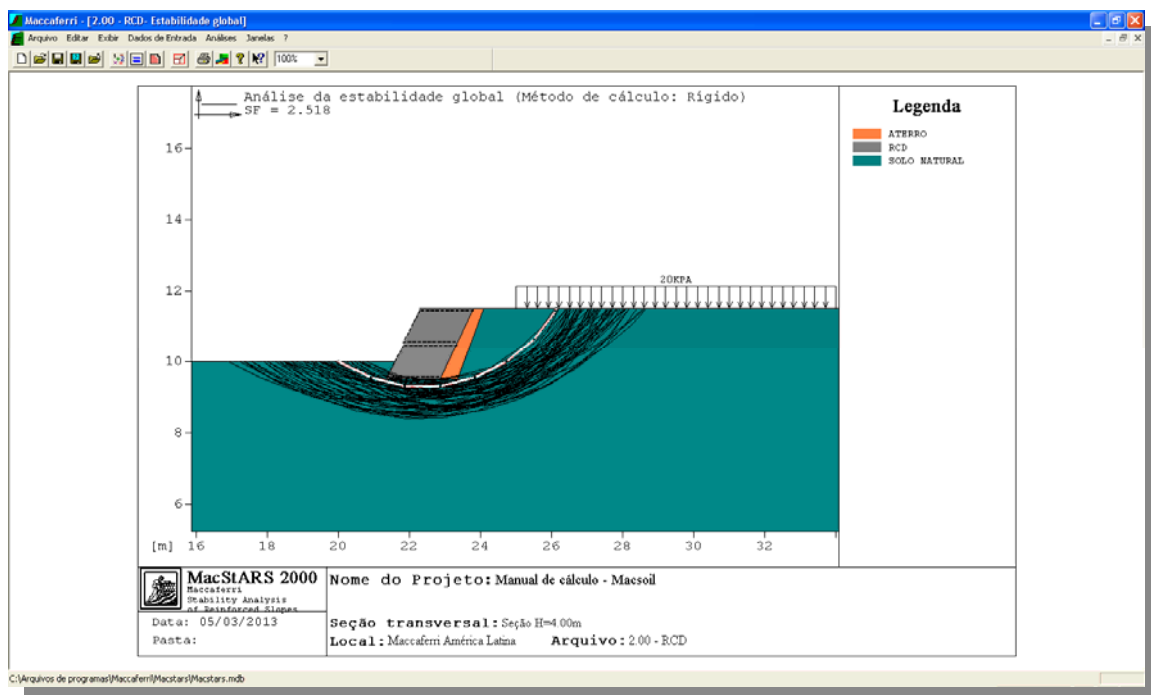 Maccaferri - [2.00 - RCD- Estabilidade global]
Arquivo Editar Exibir Dados de Entrada Análises Janelas ?
100%
Análise da estabilidade global (Método de cálculo: Rígido)
SF = 2.518
Legenda
ATERRO
RCD
SOLO NATURAL
20KPA
16
14
12
10
8
6
[m] 16 18 20 22 24 26 28 30 32
MacStARS 2000
Maccaferri
Stability Analysis
of Reinforced Slopes
Nome do Projeto: Manual de cálculo - Macsoil
Data: 05/03/2013
Pasta:
Seção transversal: Seção H=4.00m
Local: Maccaferri América Latina Arquivo: 2.00 - RCD
C:\Arquivos de programas\Maccaferri\Macstars\Macstars.mdb